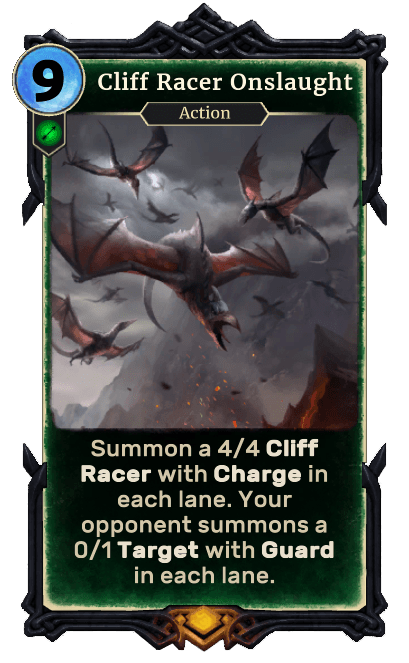 9
Cliff Racer Onslaught
Action
Summon a 4/4 Cliff
Racer with Charge in
each lane. Your
opponent summons a
0/1 Target with Guard
in each lane.